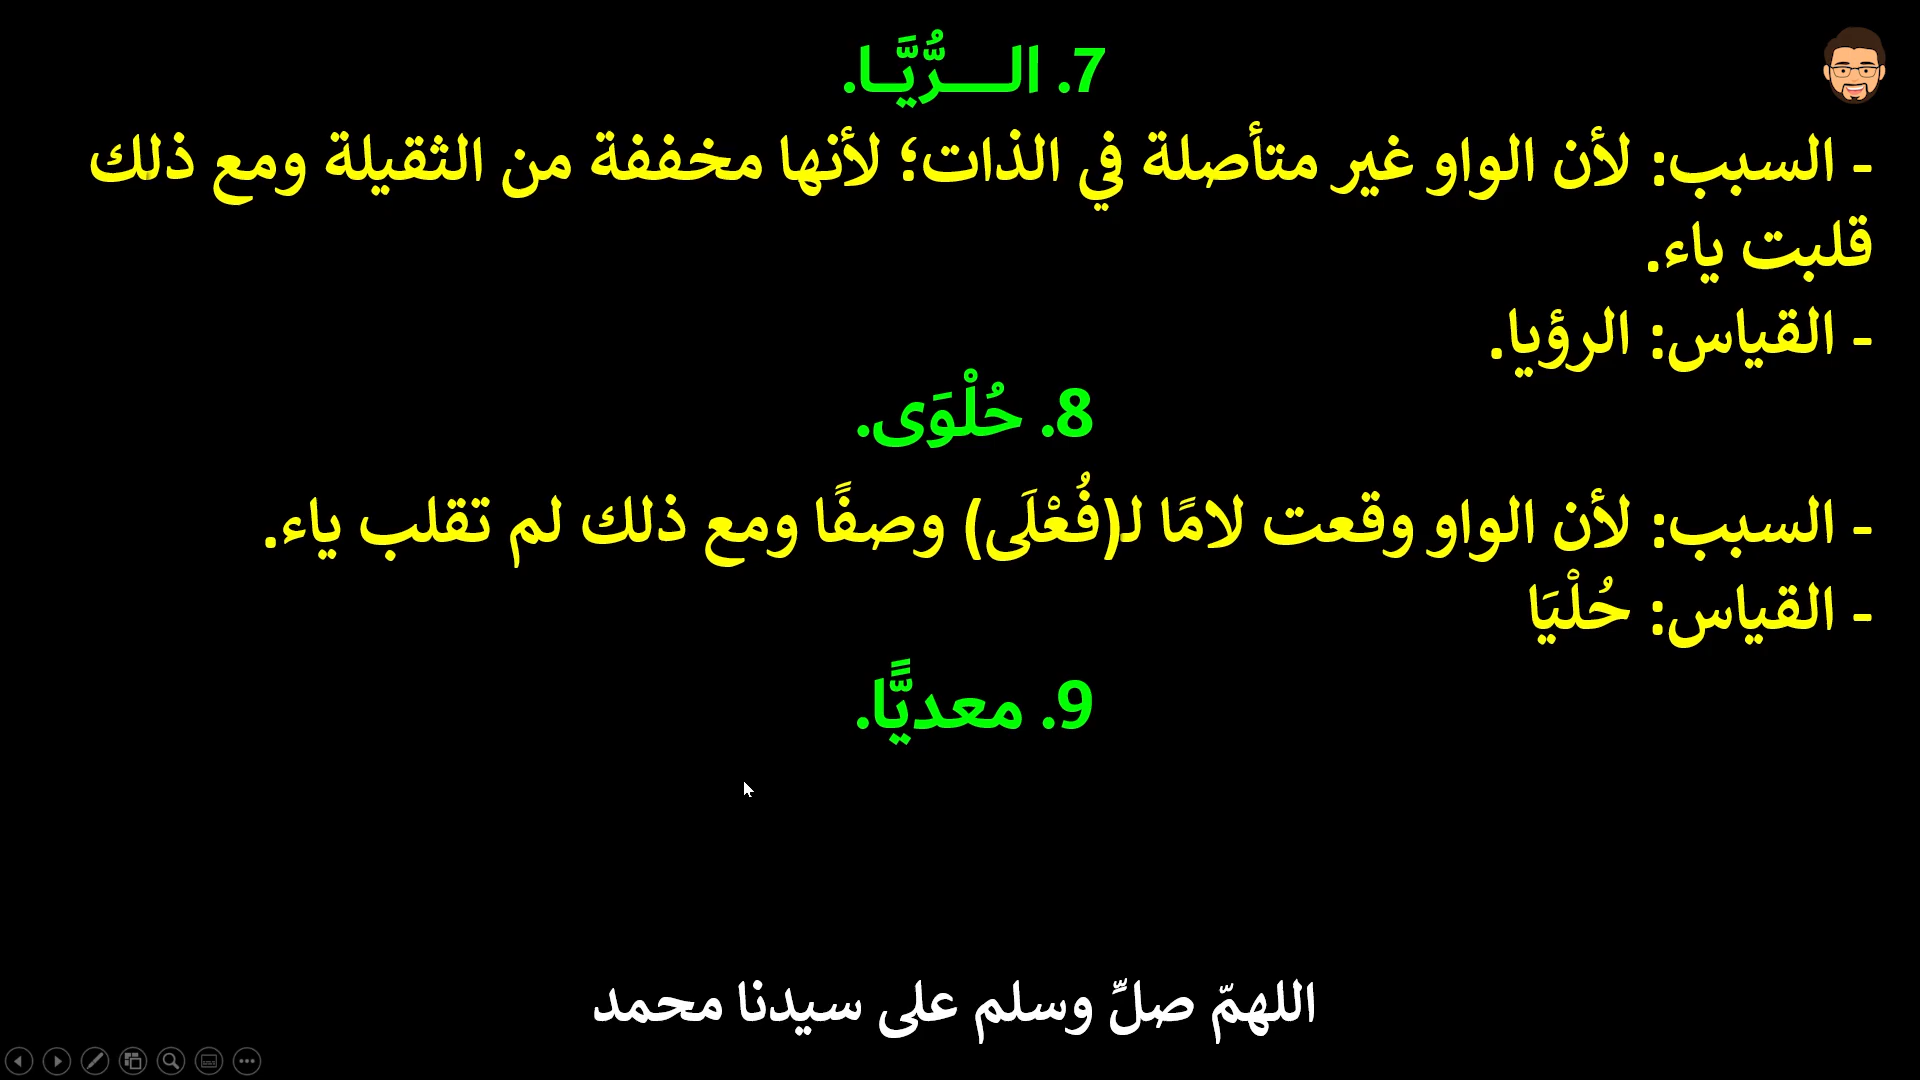 7. الـــرُّيَّــا.
- السبب: لأن الواو غير متأصلة في الذات؛ لأنها مخففة من الثقيلة ومع ذلك
قلبت ياء.
- القياس: الرؤيا.
8. حُلْوَى.
- السبب: لأن الواو وقعت لامًا لـ(فُعْلَى) وصفًا ومع ذلك لم تقلب ياء.
- القياس: حُلْيَا
9. معديًّا.
اللهمّ صلِّ وسلم على سيدنا محمد